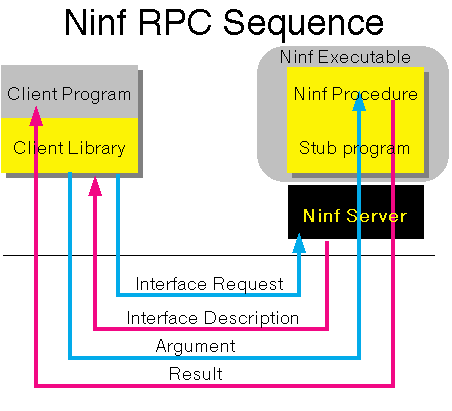 Ninf RPC Sequence
Ninf Executable
Client Program
Ninf Procedure
Client Library
Stub program
Ninf Server
Interface Request
Interface Description
Argument
Result